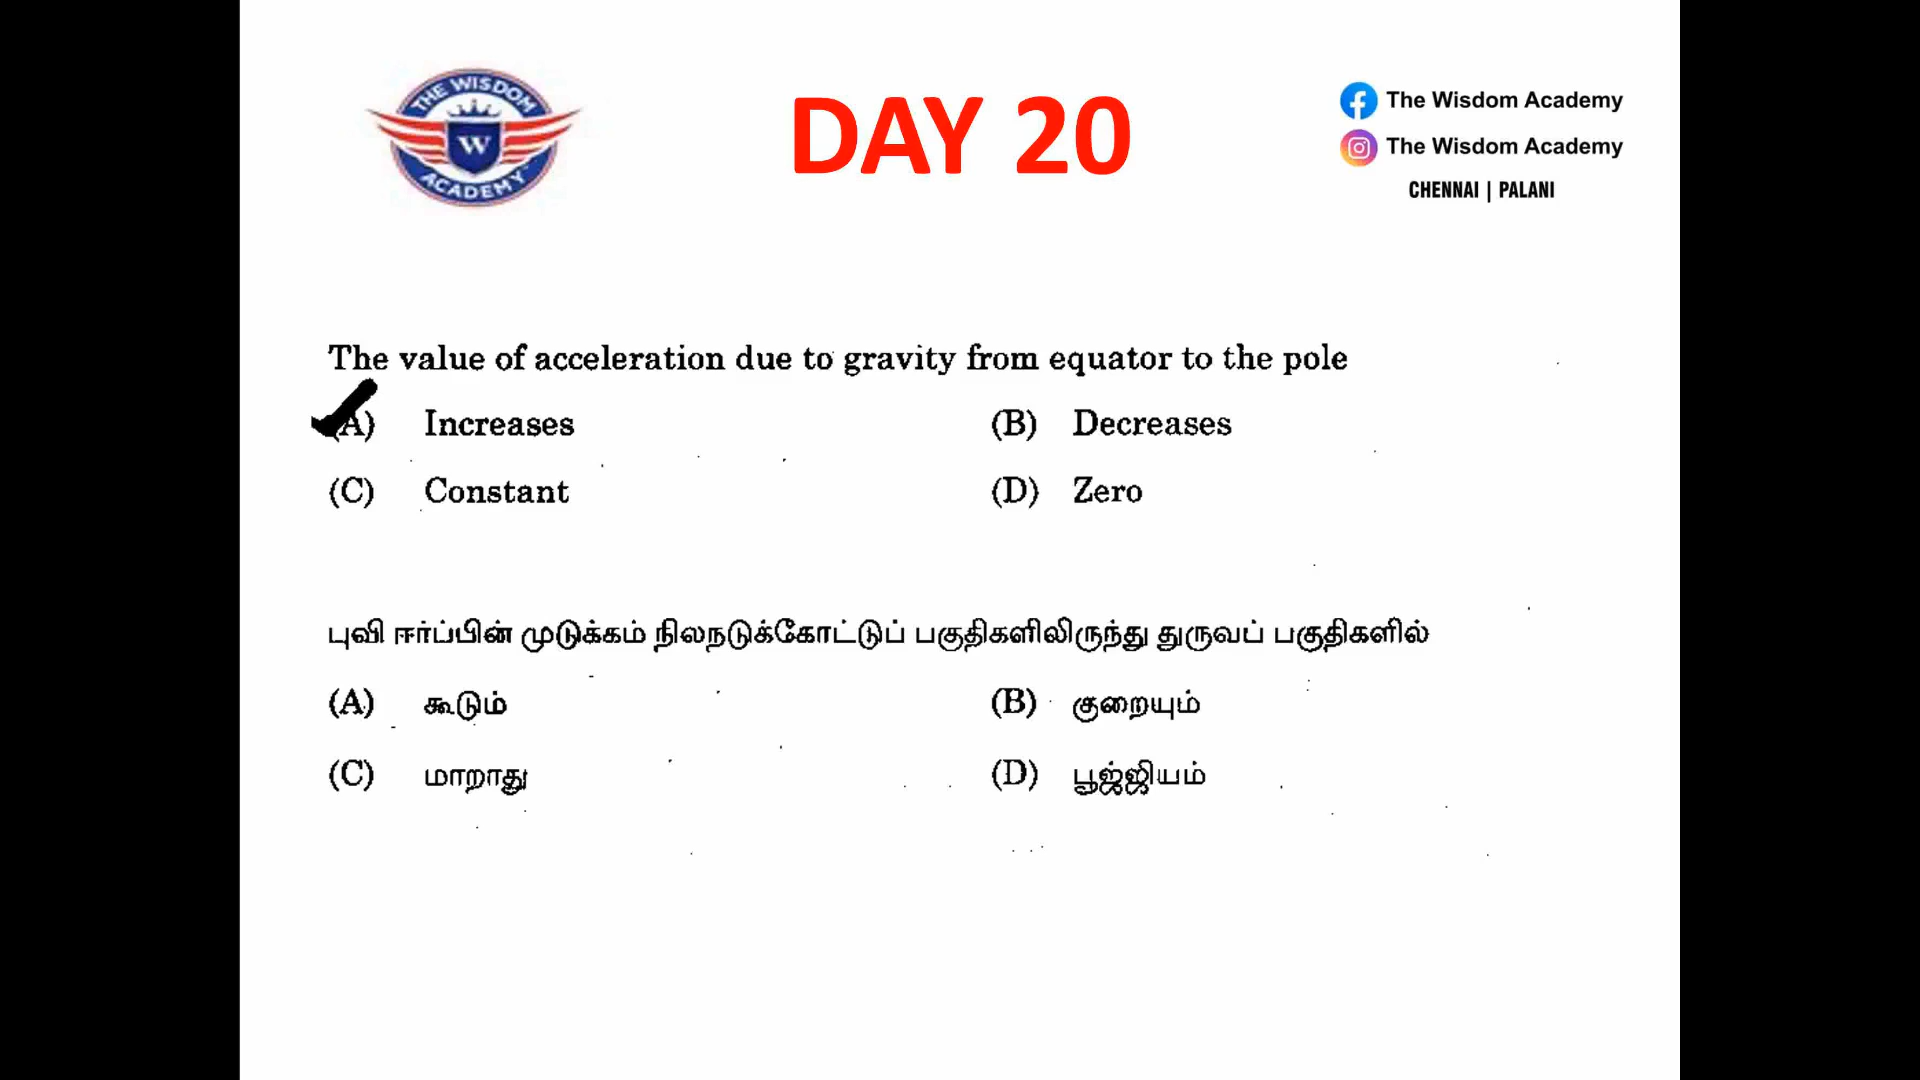 THE WISDOM
W
ACADEMY
DAY 20
The Wisdom Academy
The Wisdom Academy
CHENNAI | PALANI
The value of acceleration due to gravity from equator to the pole
(A) Increases
(B) Decreases
(C) Constant
(D) Zero
புவி ஈர்ப்பின் முடுக்கம் நிலநடுக்கோட்டுப் பகுதிகளிலிருந்து துருவப் பகுதிகளில்
(A) கூடும்
(B) குறையும்
(C) மாறாது
(D) பூஜ்ஜியம்